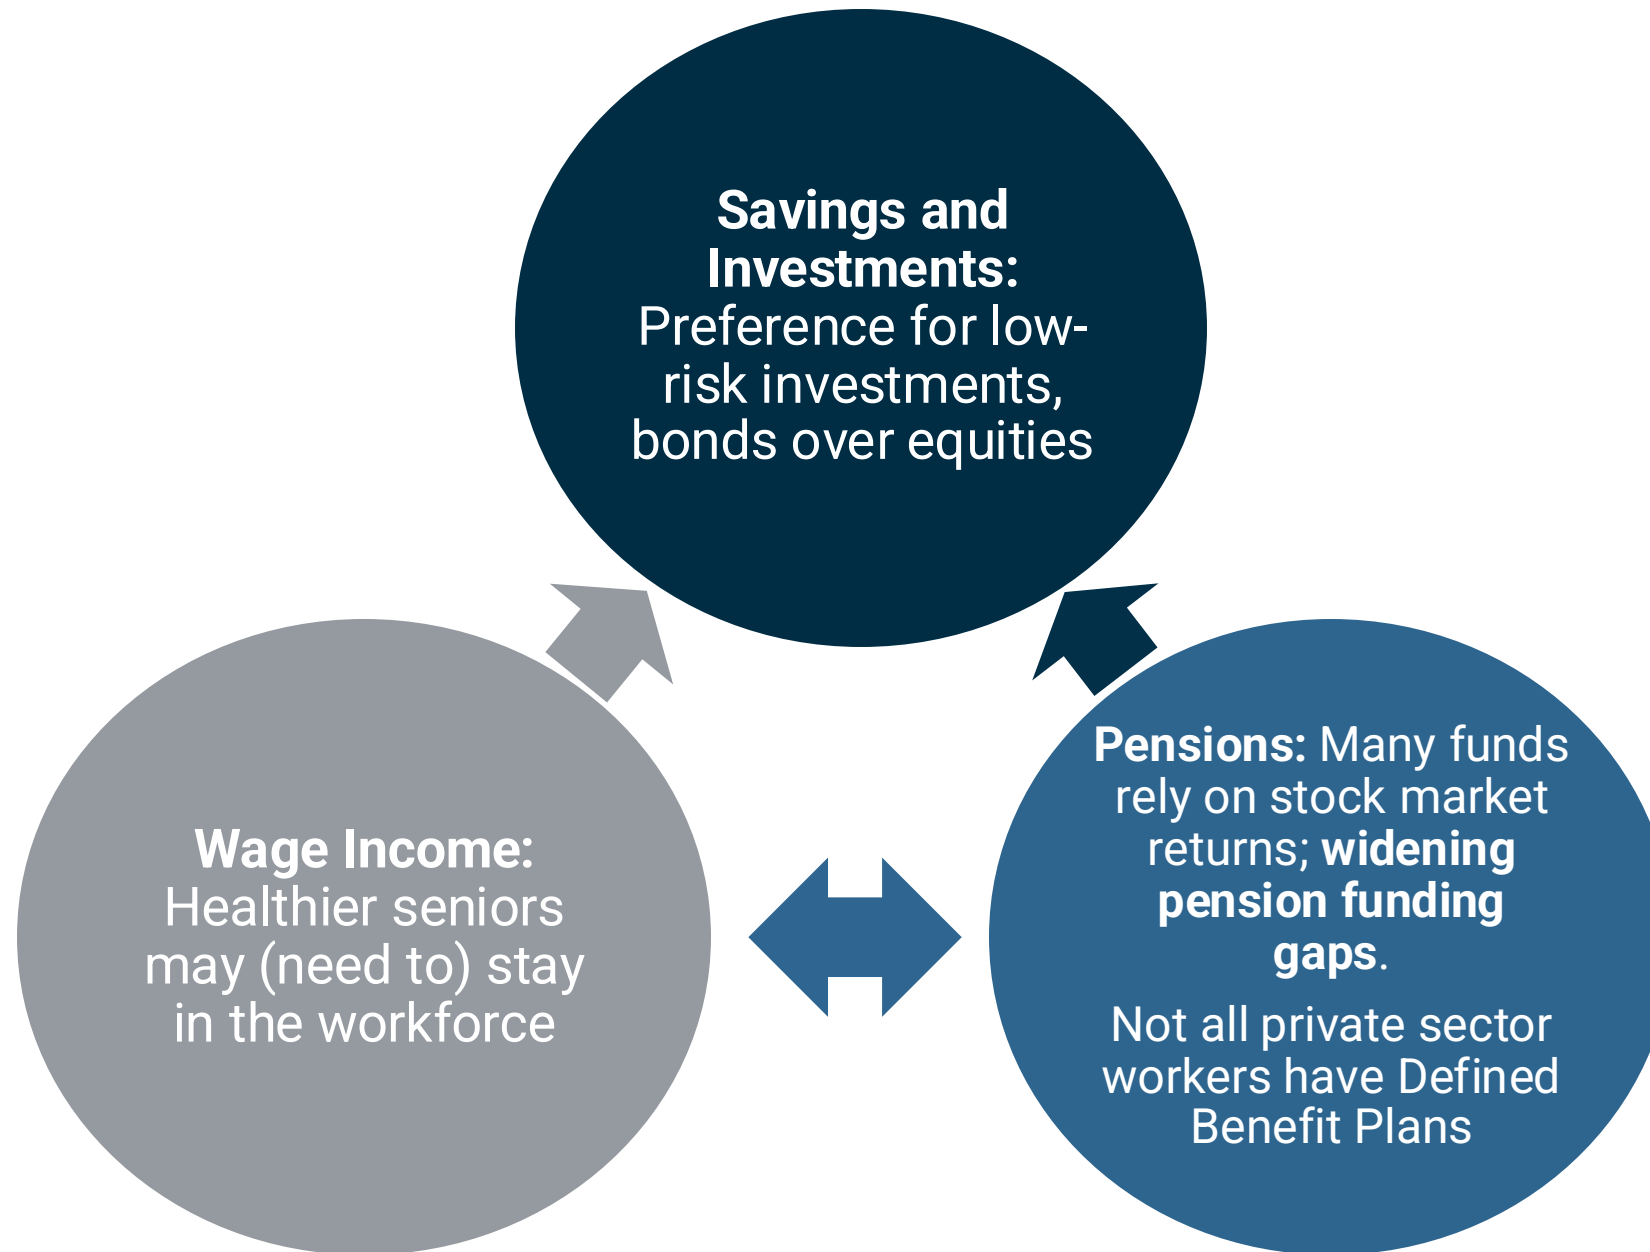 Savings and
Investments:
Preference for low-
risk investments,
bonds over equities
Wage Income:
Healthier seniors
may (need to) stay
in the workforce
Pensions: Many funds
rely on stock market
returns; widening
pension funding
gaps.
Not all private sector
workers have Defined
Benefit Plans